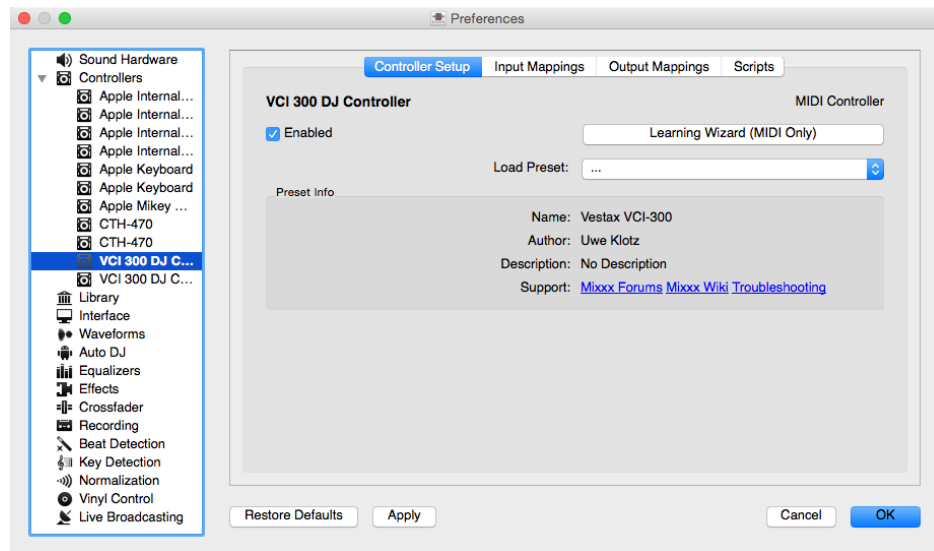 Preferences
Sound Hardware
Controllers
Apple Internal...
Apple Internal...
Apple Internal...
Apple Internal...
Apple Keyboard
Apple Keyboard
Apple Mikey ...
CTH-470
CTH-470
VCI 300 DJ C...
VCI 300 DJ C...
Library
Interface
Waveforms
Auto DJ
Equalizers
Effects
Crossfader
Recording
Beat Detection
Key Detection
Normalization
Vinyl Control
Live Broadcasting
Controller Setup Input Mappings Output Mappings Scripts
VCI 300 DJ Controller MIDI Controller
Enabled Learning Wizard (MIDI Only)
Load Preset: ...
Preset Info
Name: Vestax VCI-300
Author: Uwe Klotz
Description: No Description
Support: Mixxx Forums Mixxx Wiki Troubleshooting
Restore Defaults Apply Cancel OK